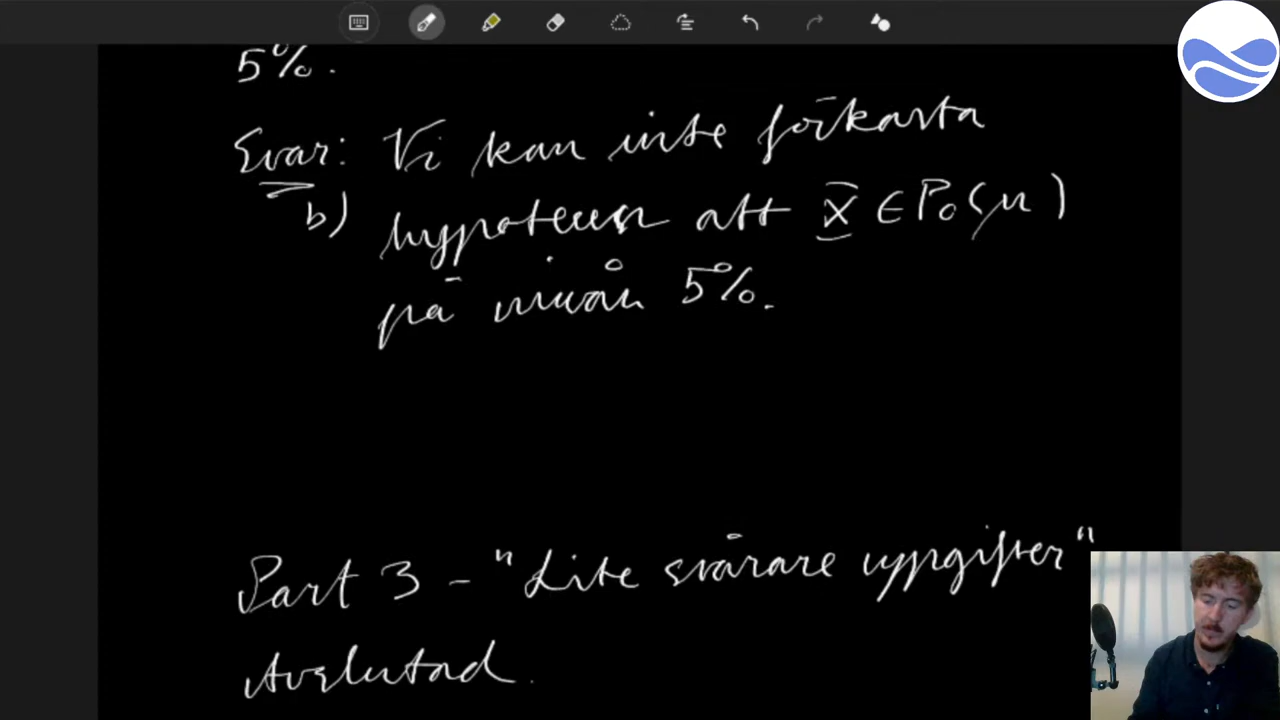 5%.
Svar: Vi kan inte förkasta
b) hypotesen att X ∈ Po(μ)
på nivån 5%.
Part 3 - "Lite svårare uppgifter"
Avslutad.